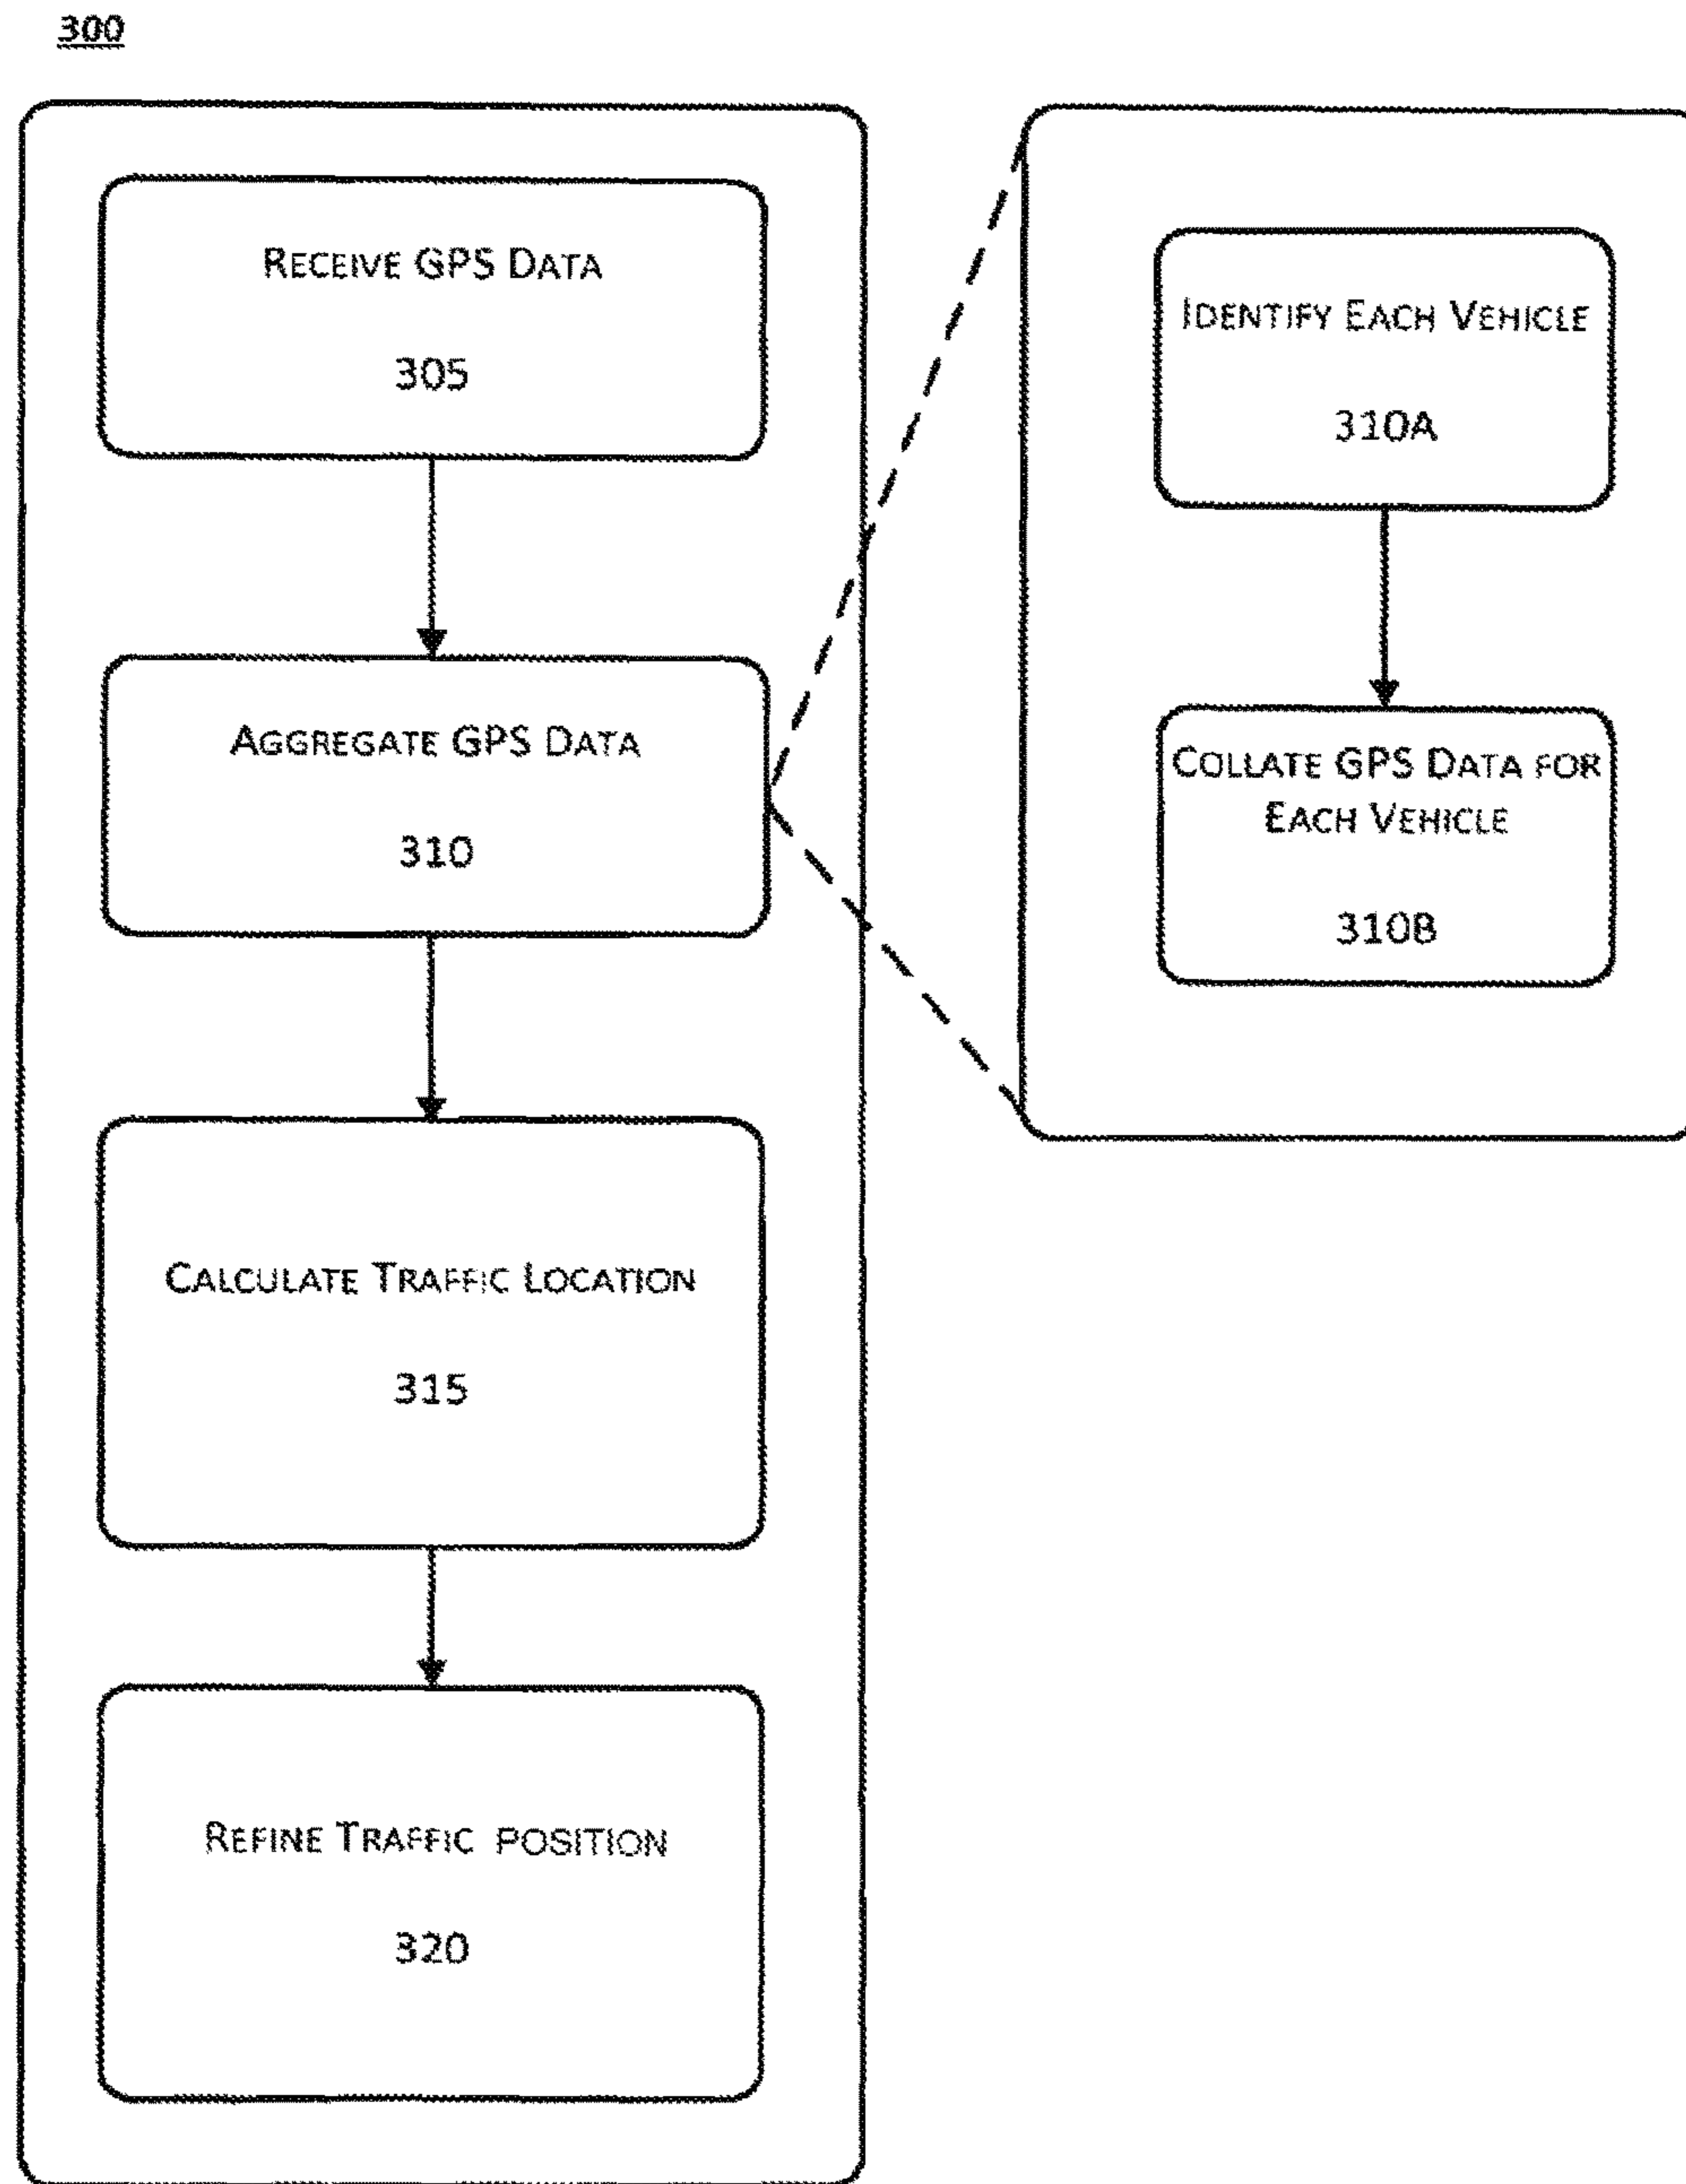 300
RECEIVE GPS DATA
305
AGGREGATE GPS DATA
310
CALCULATE TRAFFIC LOCATION
315
REFINE TRAFFIC POSITION
320
IDENTIFY EACH VEHICLE
310A
COLLATE GPS DATA FOR
EACH VEHICLE
310B